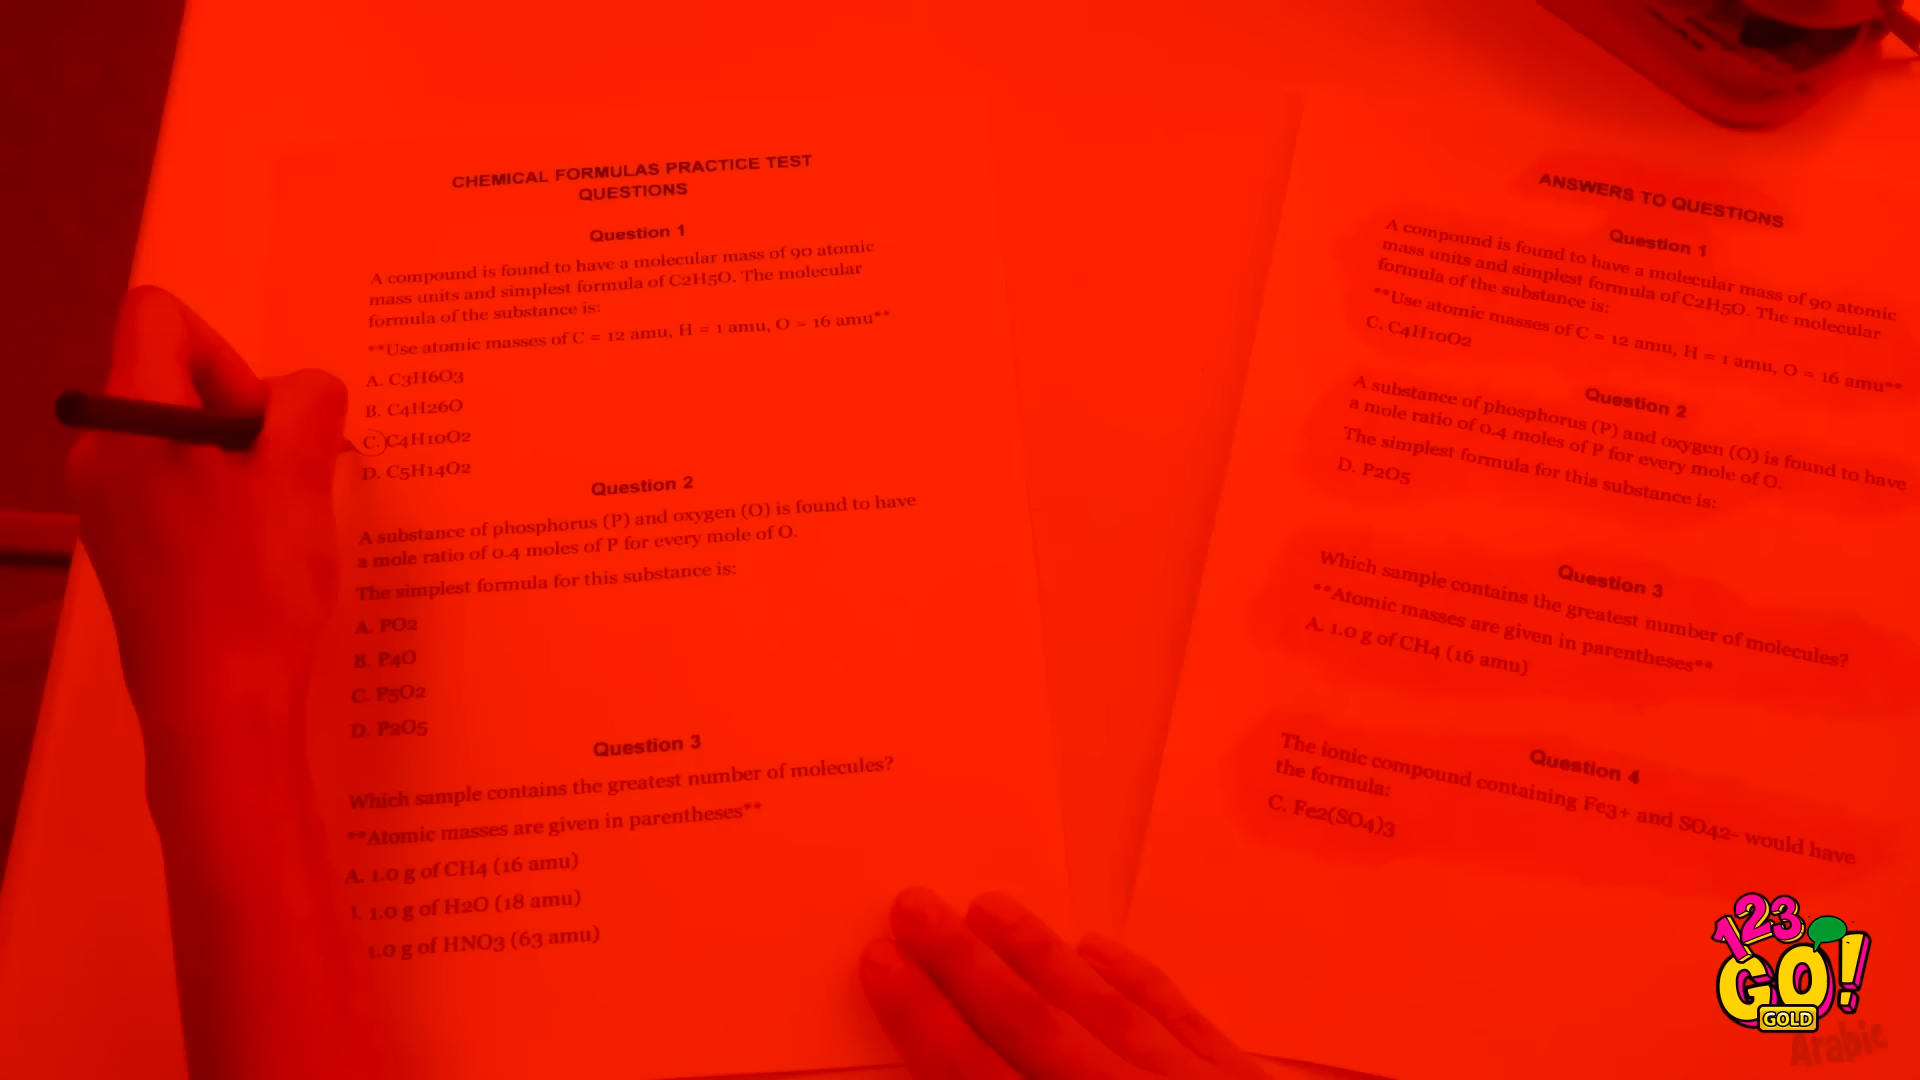 CHEMICAL FORMULAS PRACTICE TEST
QUESTIONS
Question 1
A compound is found to have a molecular mass of 90 atomic
mass units and simplest formula of C2H5O. The molecular
formula of the substance is:
**Use atomic masses of C = 12 amu, H = 1 amu, O = 16 amu**
A. C3H6O3
B. C4H26O
C. C4H10O2
D. C5H14O2
Question 2
A substance of phosphorus (P) and oxygen (O) is found to have
a mole ratio of 0.4 moles of P for every mole of O.
The simplest formula for this substance is:
A. PO2
B. P4O
C. P5O2
D. P2O5
Question 3
Which sample contains the greatest number of molecules?
**Atomic masses are given in parentheses**
A. 1.0 g of CH4 (16 amu)
1.0 g of H2O (18 amu)
1.0 g of HNO3 (63 amu)
ANSWERS TO QUESTIONS
Question 1
A compound is found to have a molecular mass of 90 atomic
mass units and simplest formula of C2H5O. The molecular
formula of the substance is:
**Use atomic masses of C = 12 amu, H = 1 amu, O = 16 amu**
C. C4H10O2
Question 2
A substance of phosphorus (P) and oxygen (O) is found to have
a mole ratio of 0.4 moles of P for every mole of O.
The simplest formula for this substance is:
D. P2O5
Question 3
Which sample contains the greatest number of molecules?
**Atomic masses are given in parentheses**
A. 1.0 g of CH4 (16 amu)
Question 4
The ionic compound containing Fe3+ and SO42- would have
the formula:
C. Fe2(SO4)3
123
GO!
GOLD
Arabic